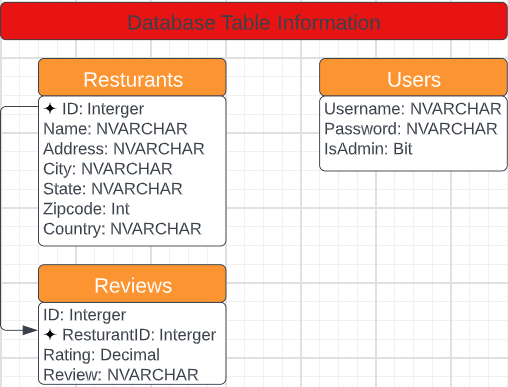 Database Table Information
Resturants
✦ ID: Interger
Name: NVARCHAR
Address: NVARCHAR
City: NVARCHAR
State: NVARCHAR
Zipcode: Int
Country: NVARCHAR
Users
Username: NVARCHAR
Password: NVARCHAR
IsAdmin: Bit
Reviews
ID: Interger
✦ ResturantID: Interger
Rating: Decimal
Review: NVARCHAR